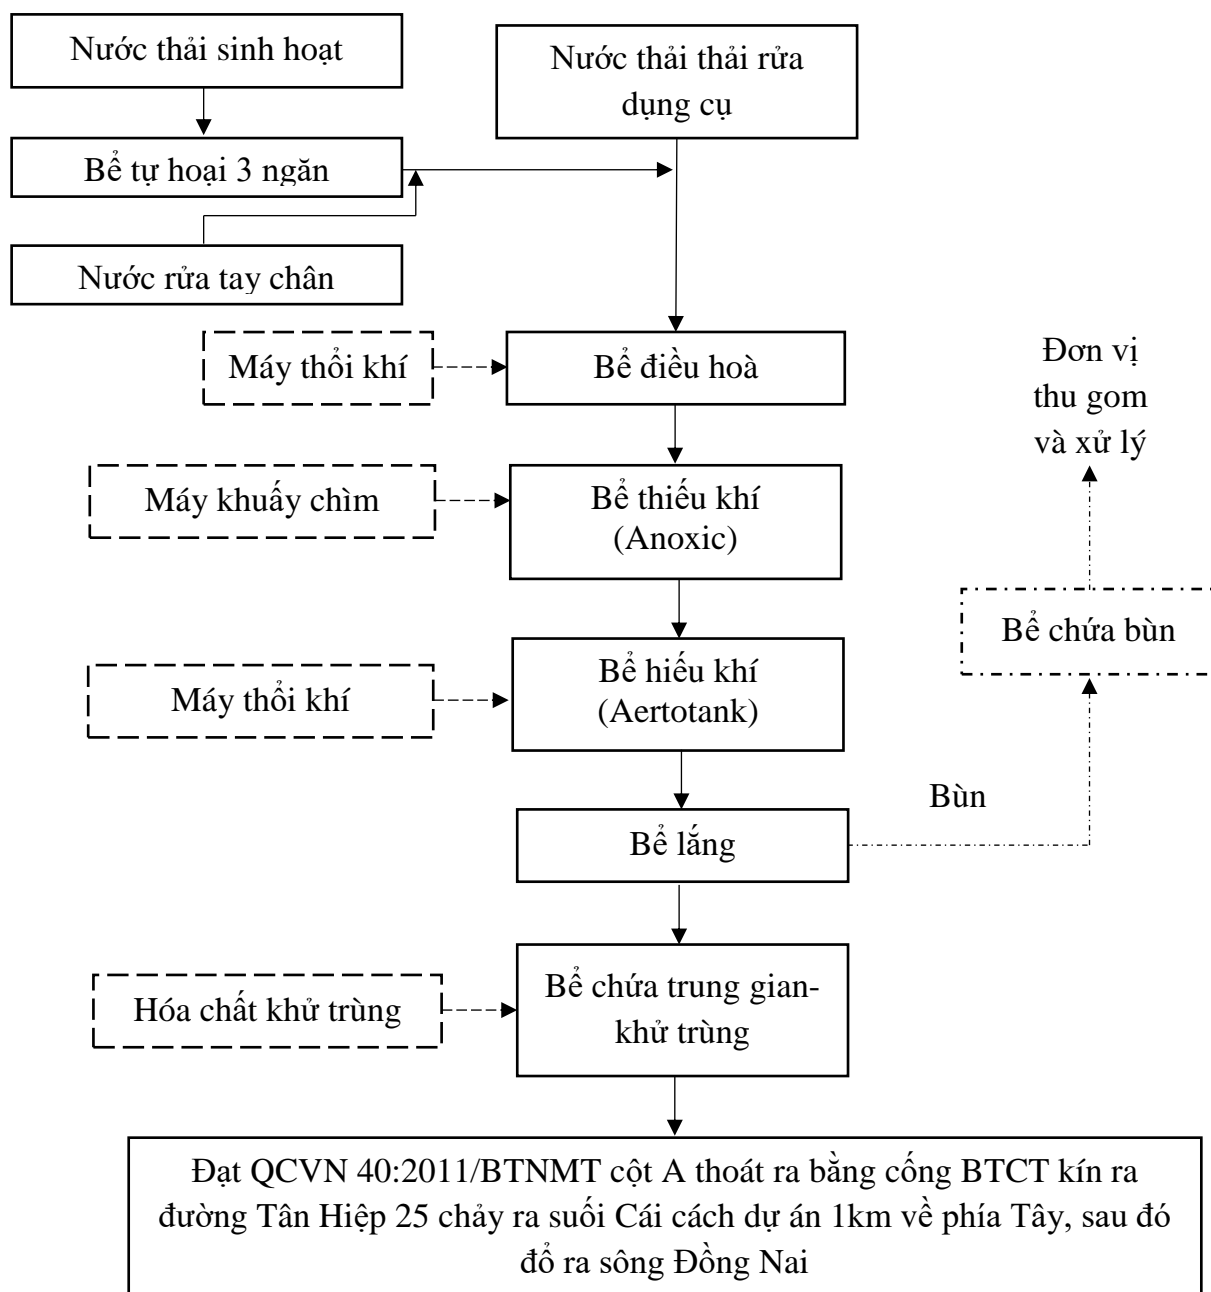 Nước thải sinh hoạt
Nước thải thải rửa
dụng cụ
Bể tự hoại 3 ngăn
Nước rửa tay chân
Máy thổi khí
Bể điều hoà
Đơn vị
thu gom
và xử lý
Máy khuấy chìm
Bể thiếu khí
(Anoxic)
Bể chứa bùn
Máy thổi khí
Bể hiếu khí
(Aertotank)
Bùn
Bể lắng
Hóa chất khử trùng
Bể chứa trung gian-
khử trùng
Đạt QCVN 40:2011/BTNMT cột A thoát ra bằng cống BTCT kín ra
đường Tân Hiệp 25 chảy ra suối Cái cách dự án 1km về phía Tây, sau đó
đổ ra sông Đồng Nai